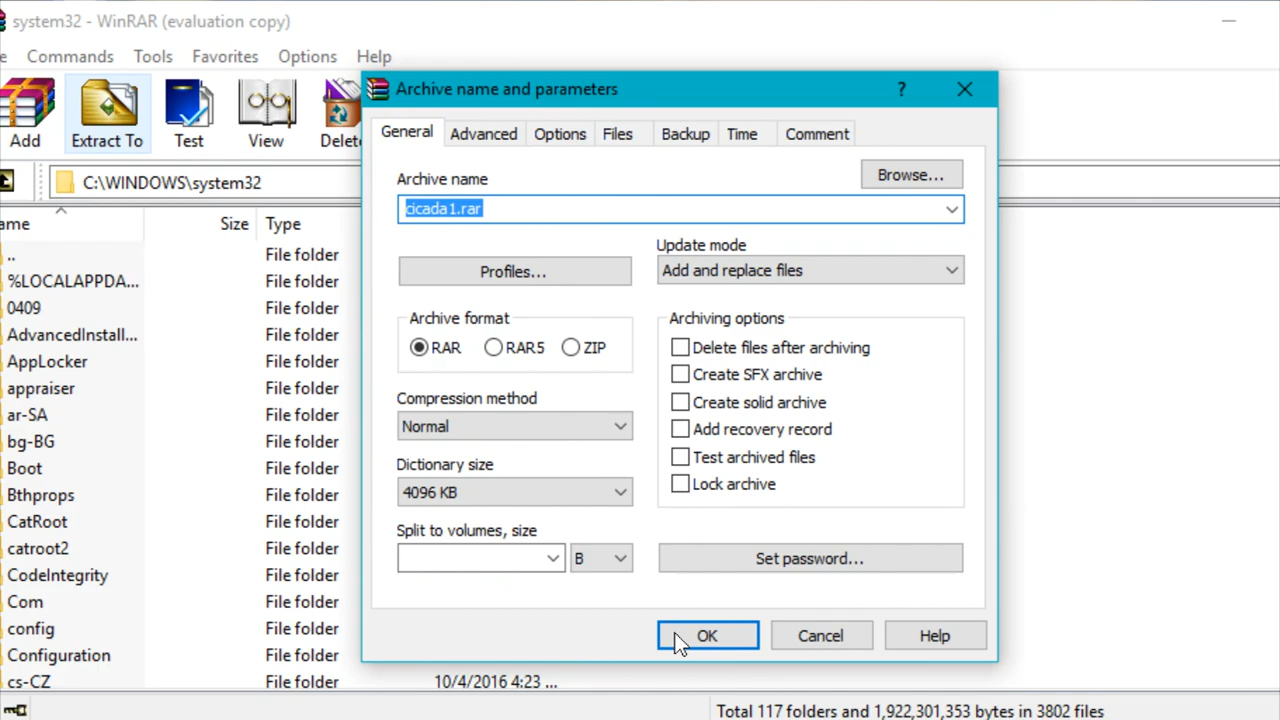 system32 - WinRAR (evaluation copy)
e Commands Tools Favorites Options Help
Add Extract To Test View Delete
C:\WINDOWS\system32
ame Size Type
.. File folder
%LOCALAPPDA... File folder
0409 File folder
AdvancedInstall... File folder
AppLocker File folder
appraiser File folder
ar-SA File folder
bg-BG File folder
Boot File folder
Bthprops File folder
CatRoot File folder
catroot2 File folder
CodeIntegrity File folder
Com File folder
config File folder
Configuration File folder
cs-CZ File folder 10/4/2016 4:23 ...
Total 117 folders and 1,922,301,353 bytes in 3802 files
Archive name and parameters ?
General Advanced Options Files Backup Time Comment
Archive name
Browse...
cicada1.rar
Profiles...
Update mode
Add and replace files
Archive format
RAR RAR5 ZIP
Compression method
Normal
Dictionary size
4096 KB
Split to volumes, size
B
Archiving options
Delete files after archiving
Create SFX archive
Create solid archive
Add recovery record
Test archived files
Lock archive
Set password...
OK Cancel Help